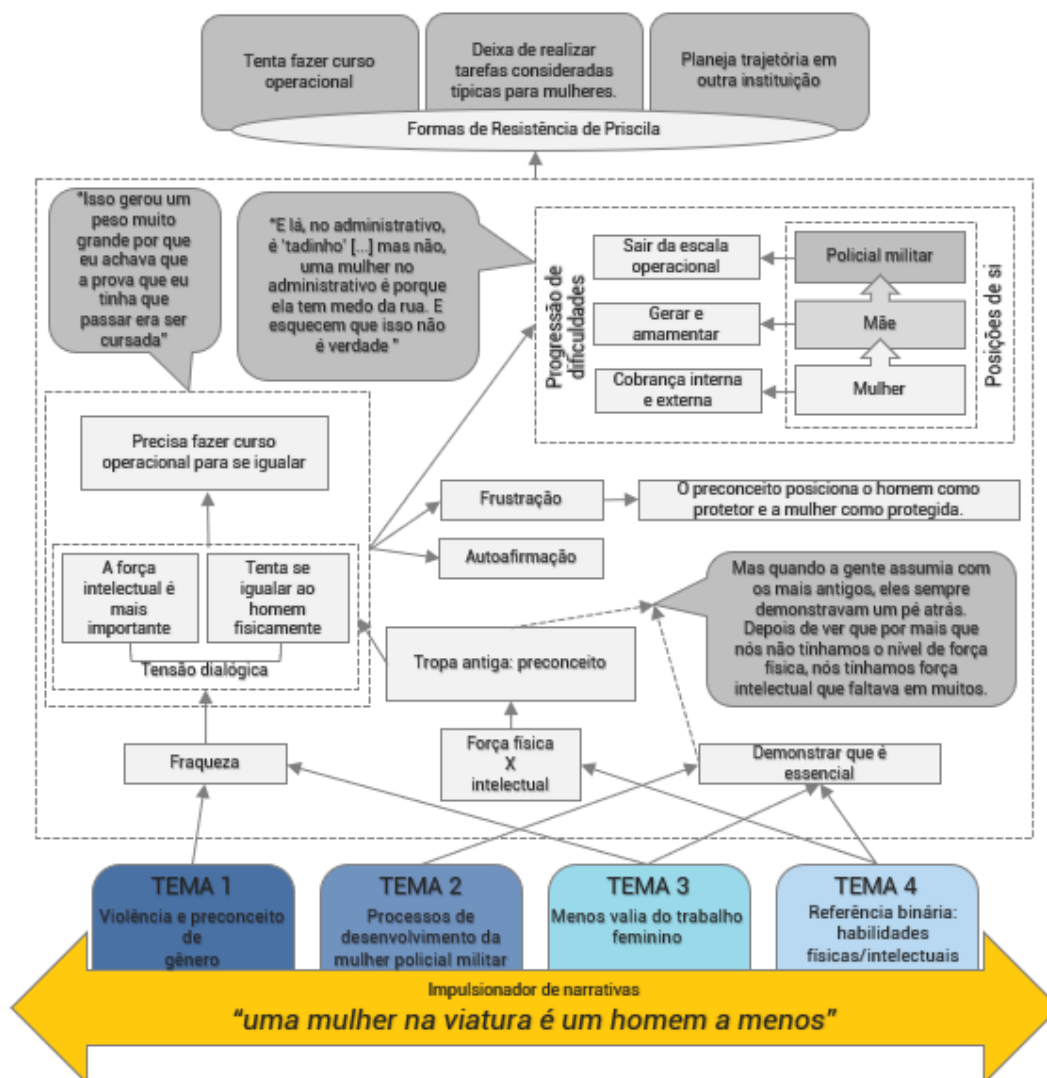 Tenta fazer curso
operacional
Deixa de realizar
tarefas consideradas
típicas para mulheres.
Planeja trajetória em
outra instituição
Formas de Resistência de Priscila
"Isso gerou um
peso muito
grande por que
eu achava que
a prova que eu
tinha que
passar era ser
cursada"
"E lá, no administrativo,
é 'tadinho' [...] mas não,
uma mulher no
administrativo é porque
ela tem medo da rua. E
esquecem que isso não
é verdade "
Progressão de
dificuldades
Sair da escala
operacional
Gerar e
amamentar
Cobrança interna
e externa
Policial militar
Mãe
Mulher
Posições de si
Precisa fazer curso
operacional para se igualar
Frustração
O preconceito posiciona o homem como
protetor e a mulher como protegida.
Autoafirmação
A força
intelectual é
mais
importante
Tenta se
igualar ao
homem
fisicamente
Tensão dialógica
Mas quando a gente assumia com
os mais antigos, eles sempre
demonstravam um pé atrás.
Depois de ver que por mais que
nós não tínhamos o nível de força
física, nós tínhamos força
intelectual que faltava em muitos.
Tropa antiga: preconceito
Fraqueza
Força física
X
intelectual
Demonstrar que é
essencial
TEMA 1
Violência e preconceito
de
gênero
TEMA 2
Processos de
desenvolvimento da
mulher policial militar
TEMA 3
Menos valia do trabalho
feminino
TEMA 4
Referência binária:
habilidades
físicas/intelectuais
Impulsionador de narrativas
"uma mulher na viatura é um homem a menos"